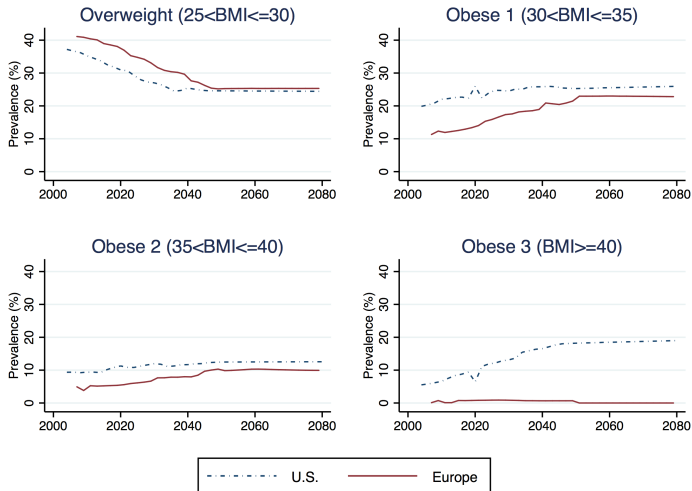 Overweight (25<BMI<=30)
Prevalence (%)
40
30
20
10
0
2000 2020 2040 2060 2080
Obese 1 (30<BMI<=35)
Prevalence (%)
40
30
20
10
0
2000 2020 2040 2060 2080
Obese 2 (35<BMI<=40)
Prevalence (%)
40
30
20
10
0
2000 2020 2040 2060 2080
Obese 3 (BMI>=40)
Prevalence (%)
40
30
20
10
0
2000 2020 2040 2060 2080
U.S. Europe